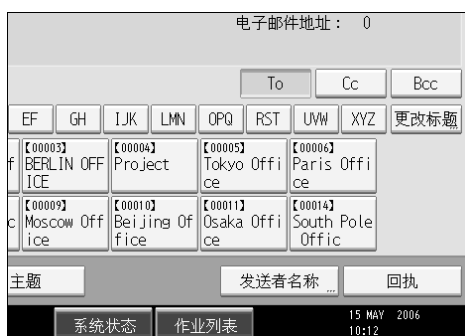 电子邮件地址： 0
To Cc Bcc
EF GH IJK LMN OPQ RST UVW XYZ 更改标题
【00003】 【00004】 【00005】 【00006】
f BERLIN OFF Project Tokyo Offi Paris Offi
ICE ce ce
【00009】 【00010】 【00011】 【00014】
c Moscow Off Beijing Of Osaka Offi South Pole
ice fice ce Offic
主题 发送者名称 回执
系统状态 作业列表 15 MAY 2006
10:12